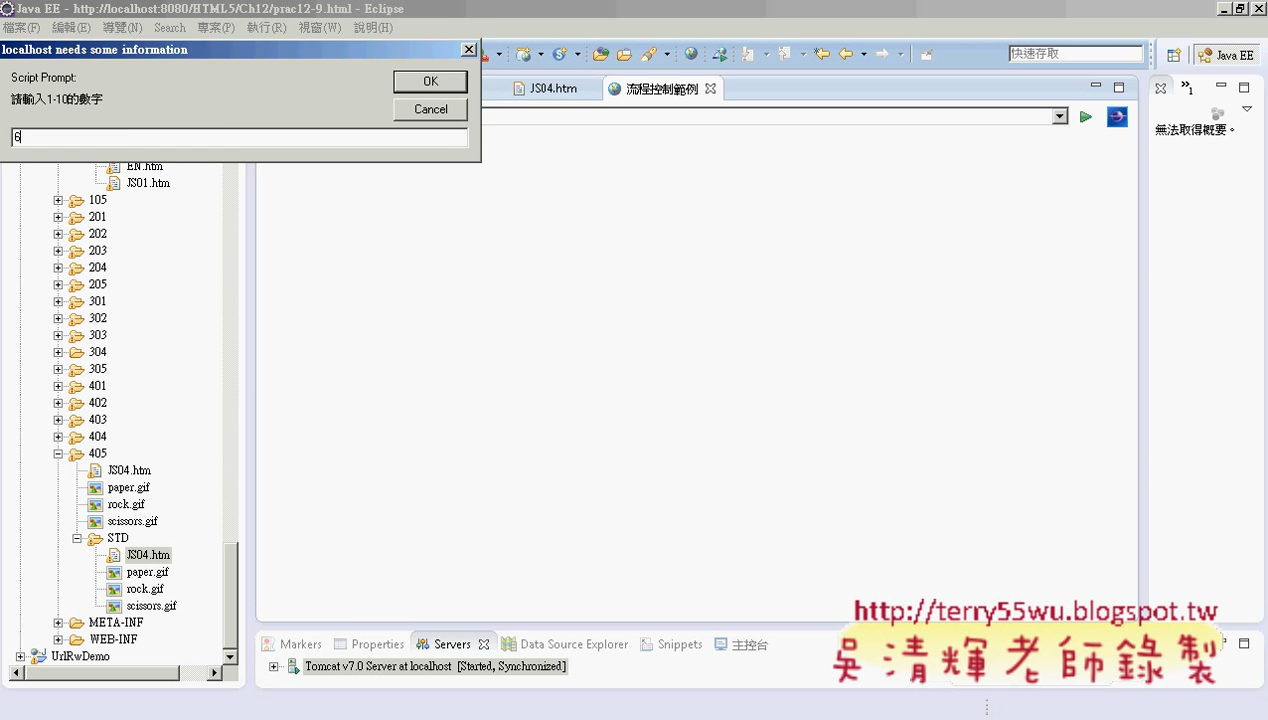 Java EE - http://localhost:8080/HTML5/Ch12/prac12-9.html - Eclipse
檔案(F) 編輯(E) 導覽(N) Search 專案(P) 執行(R) 視窗(W) 說明(H)
localhost needs some information
Script Prompt:
請輸入1-10的數字
OK
Cancel
6
快速存取
Java EE
JS04.htm
流程控制範例
1
無法取得概要。
EN.htm
JS01.htm
105
201
202
203
204
205
301
302
303
304
305
401
402
403
404
405
JS04.htm
paper.gif
rock.gif
scissors.gif
STD
JS04.htm
paper.gif
rock.gif
scissors.gif
META-INF
WEB-INF
UrlRwDemo
Markers Properties Servers Data Source Explorer Snippets 主控台
Tomcat v7.0 Server at localhost [Started, Synchronized]
http://terry55wu.blogspot.tw
吳清輝老師錄製